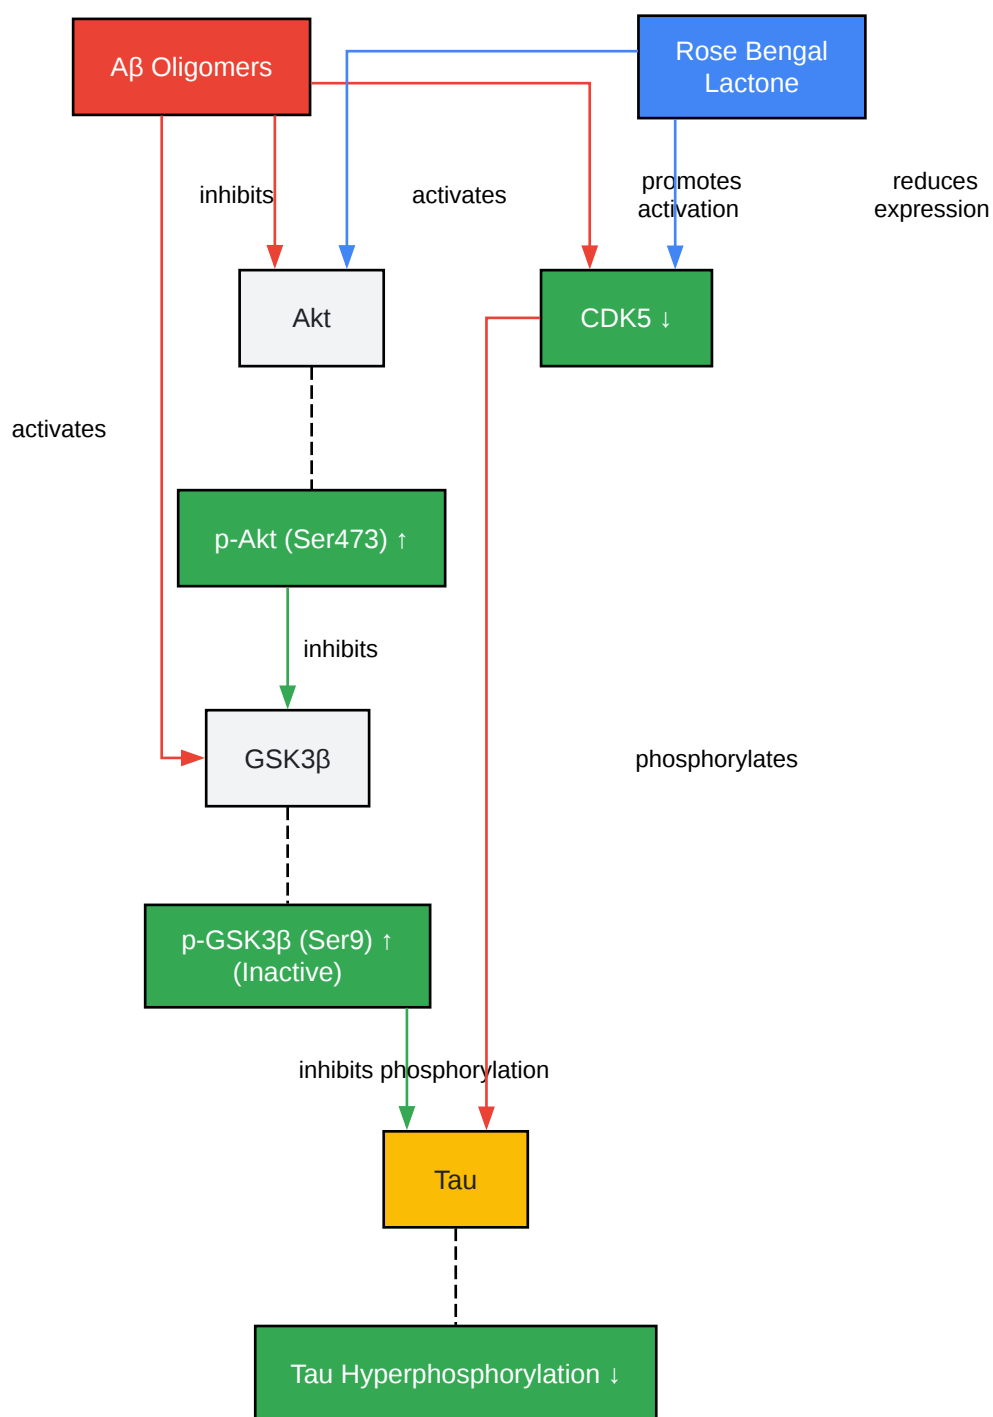 Aβ Oligomers
Rose Bengal
Lactone
inhibits
activates
promotes
activation
reduces
expression
Akt
CDK5 ↓
activates
p-Akt (Ser473) ↑
inhibits
GSK3β
phosphorylates
p-GSK3β (Ser9) ↑
(Inactive)
inhibits phosphorylation
Tau
Tau Hyperphosphorylation ↓